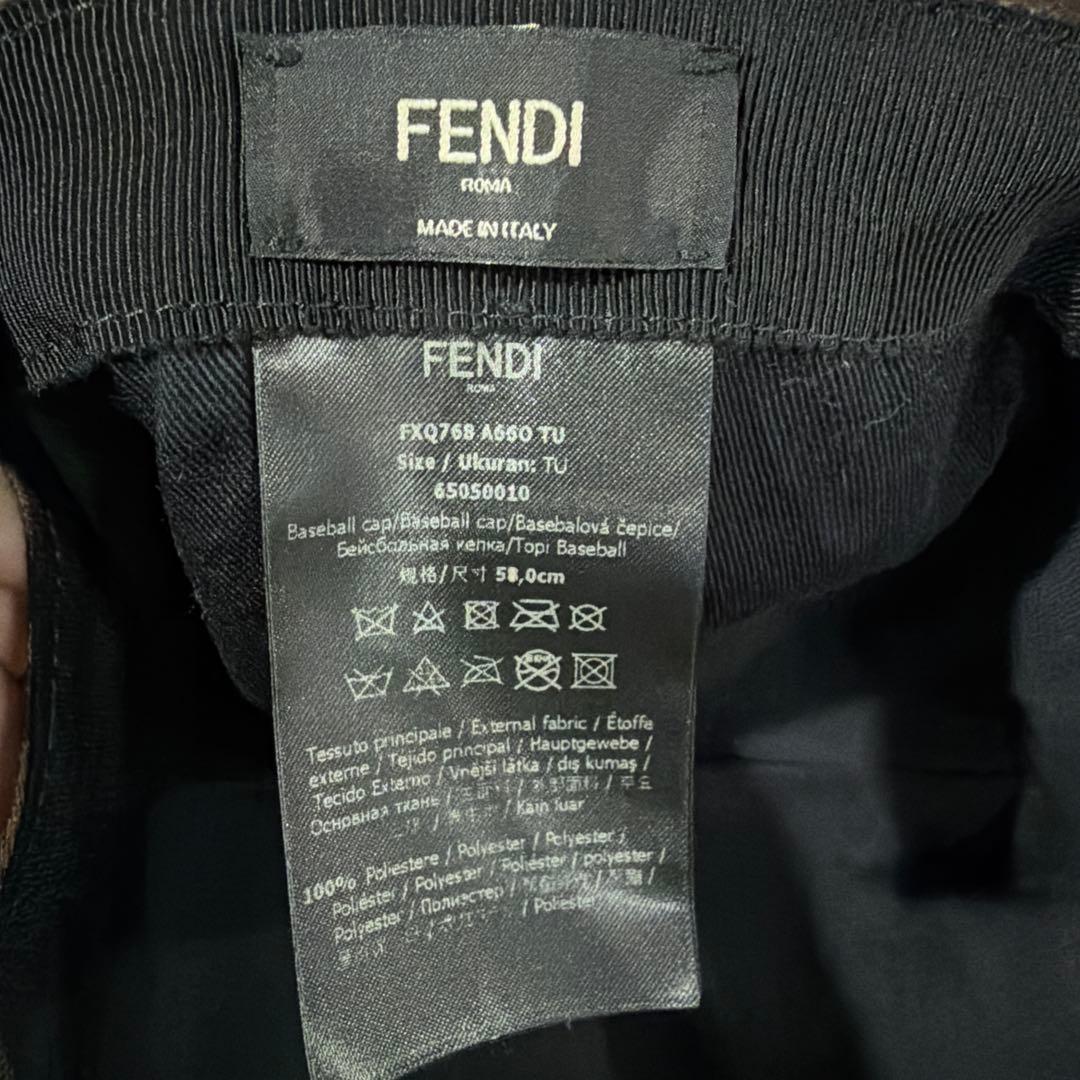 FENDI
ROMA
MADE IN ITALY
FENDI
ROMA
FXQ768 A66O TU
Size / Ukuran: TU
65050010
Baseball cap/Baseball cap/Basebalová čepice/
Бейсбольная кепка/Topi Baseball
规格/尺寸 58,0cm
Tessuto principale / External fabric / Étoffe
externe / Tejido principal / Hauptgewebe /
Tecido Externo / Vnější látka / dış kumaş /
Основная ткань / / / 주요
/ / Kain luar
100% Poliestere / Polyester / Polyester /
Poliéster / Polyester / Poliéster / polyester /
Polyester / Полиэстер / / /
/ / Poliester